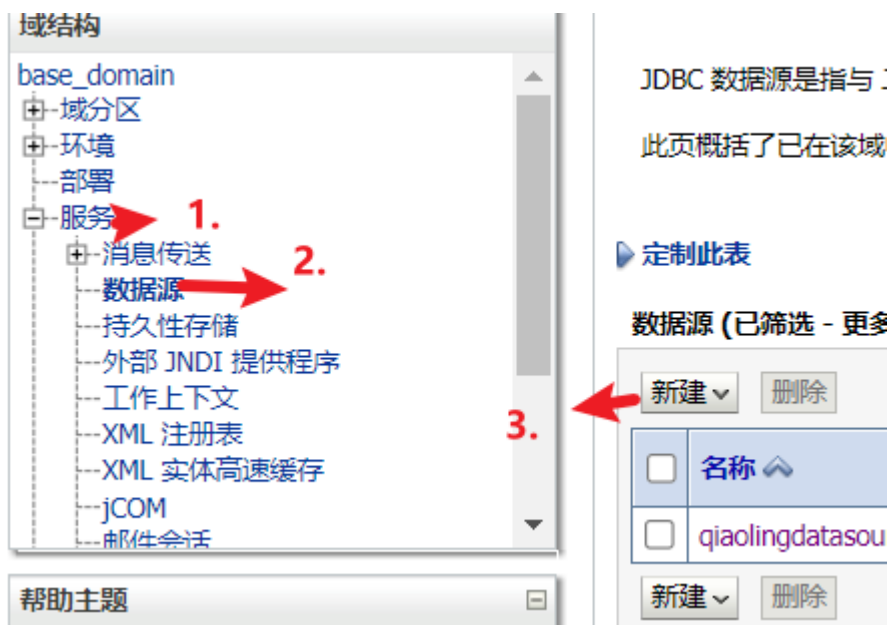 域结构
base_domain
域分区
环境
部署
服务
1.
消息传送
2.
数据源
持久性存储
外部 JNDI 提供程序
工作上下文
XML 注册表
XML 实体高速缓存
jCOM
邮件会话
帮助主题
JDBC 数据源是指与 J
此页概括了已在该域
定制此表
数据源 (已筛选 - 更多
新建 删除
3.
名称
qiaolingdatasou
新建 删除